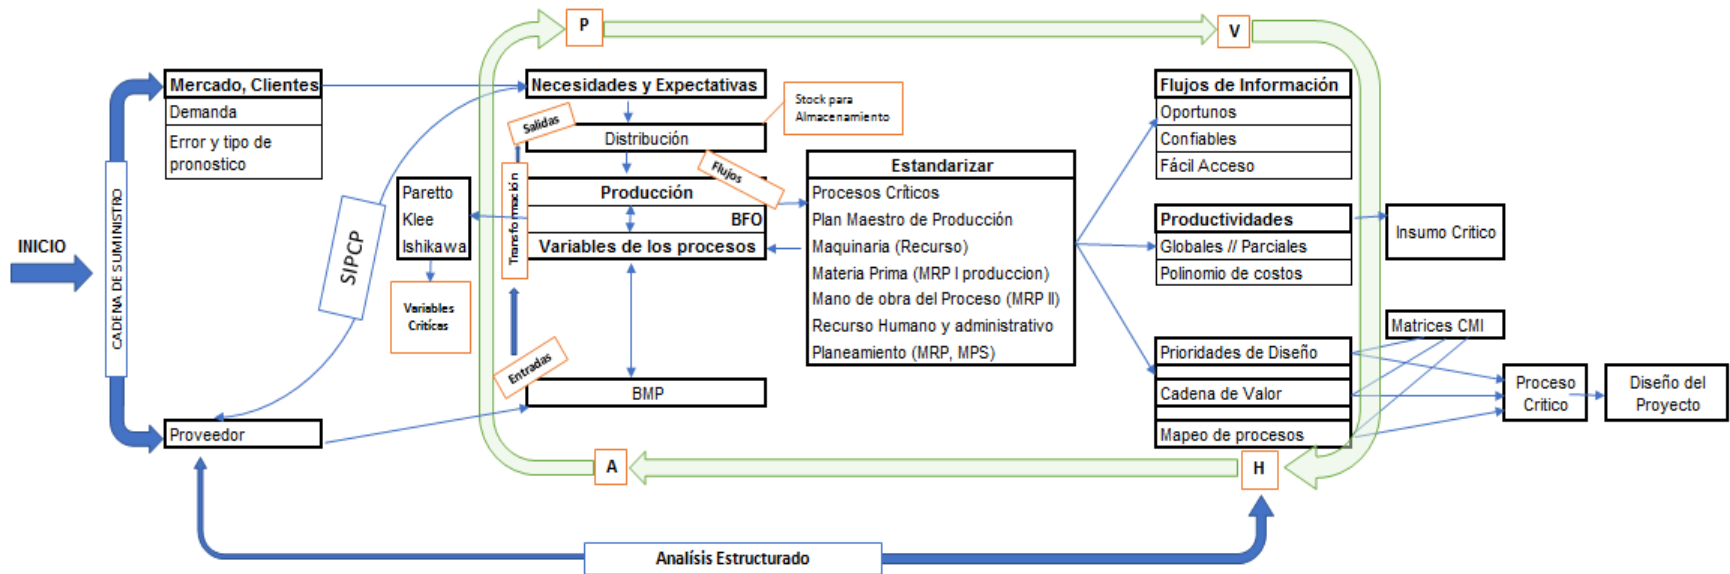 P
V
Mercado, Clientes
Demanda
Error y tipo de
pronostico
Necesidades y Expectativas
Salidas
Distribución
Stock para
Almacenamiento
Flujos
Flujos de Información
Oportunos
Confiables
Fácil Acceso
CADENA DE SUMINISTRO
SIPCP
Paretto
Klee
Ishikawa
Transformación
Producción
BFO
Variables de los procesos
Estandarizar
Procesos Críticos
Plan Maestro de Producción
Maquinaria (Recurso)
Materia Prima (MRP I produccion)
Mano de obra del Proceso (MRP II)
Recurso Humano y administrativo
Planeamiento (MRP, MPS)
Productividades
Globales // Parciales
Polinomio de costos
Insumo Critico
INICIO
Variables
Critícas
Entradas
BMP
Matrices CMI
Prioridades de Diseño
Cadena de Valor
Mapeo de procesos
Proceso
Critico
Diseño del
Proyecto
Proveedor
A
H
Analísis Estructurado